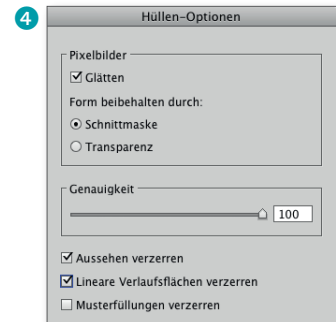 4
Hüllen-Optionen
Pixelbilder
Glätten
Form beibehalten durch:
Schnittmaske
Transparenz
Genauigkeit
100
Aussehen verzerren
Lineare Verlaufsflächen verzerren
Musterfüllungen verzerren